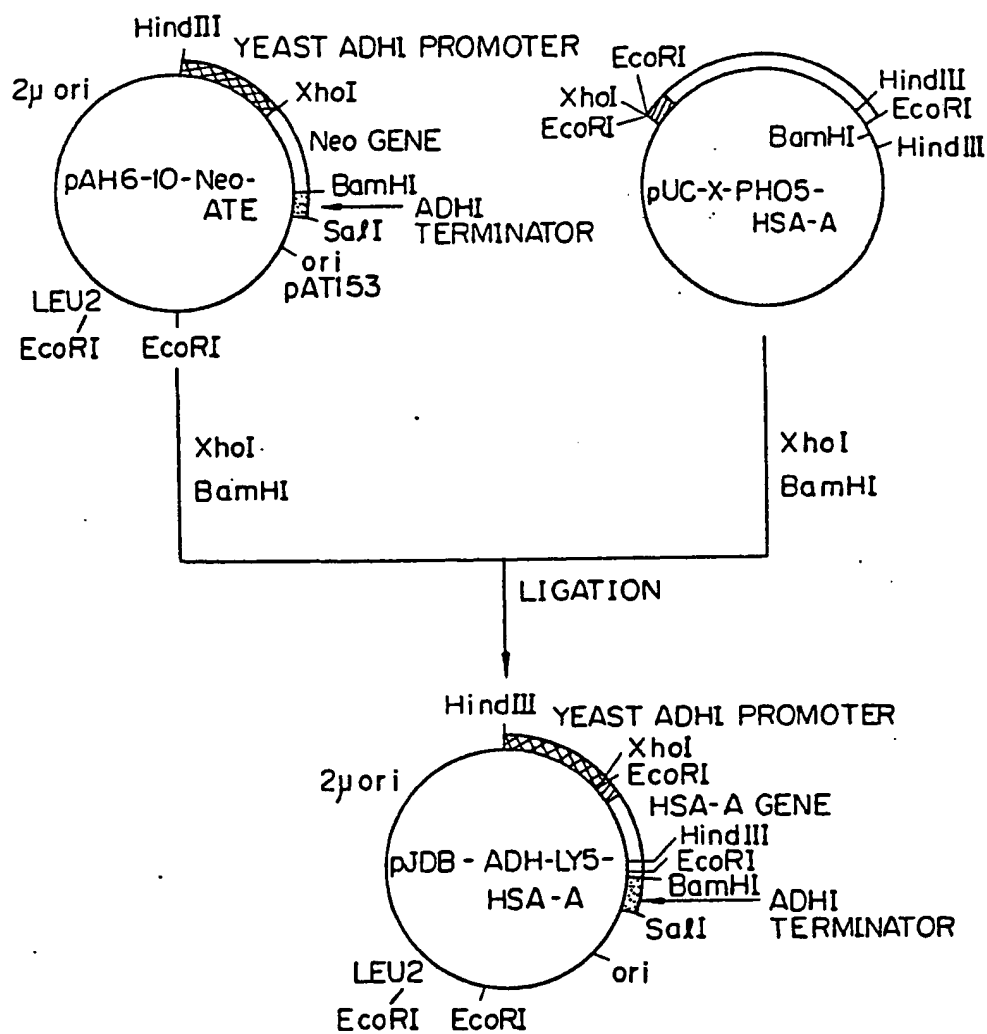 HindIII
YEAST ADHI PROMOTER
2μ ori
XhoI
Neo GENE
pAH6-10-Neo-
ATE
BamHI
ADHI
TERMINATOR
SalI
ori
pAT153
LEU2
EcoRI
EcoRI
EcoRI
XhoI
EcoRI
HindIII
EcoRI
BamHI
HindIII
pUC-X-PHO5-
HSA-A
XhoI
BamHI
XhoI
BamHI
LIGATION
HindIII
YEAST ADHI PROMOTER
XhoI
EcoRI
2μ ori
HSA-A GENE
HindIII
EcoRI
BamHI
pJDB-ADH-LY5-
HSA-A
ADHI
TERMINATOR
SalI
ori
LEU2
EcoRI
EcoRI